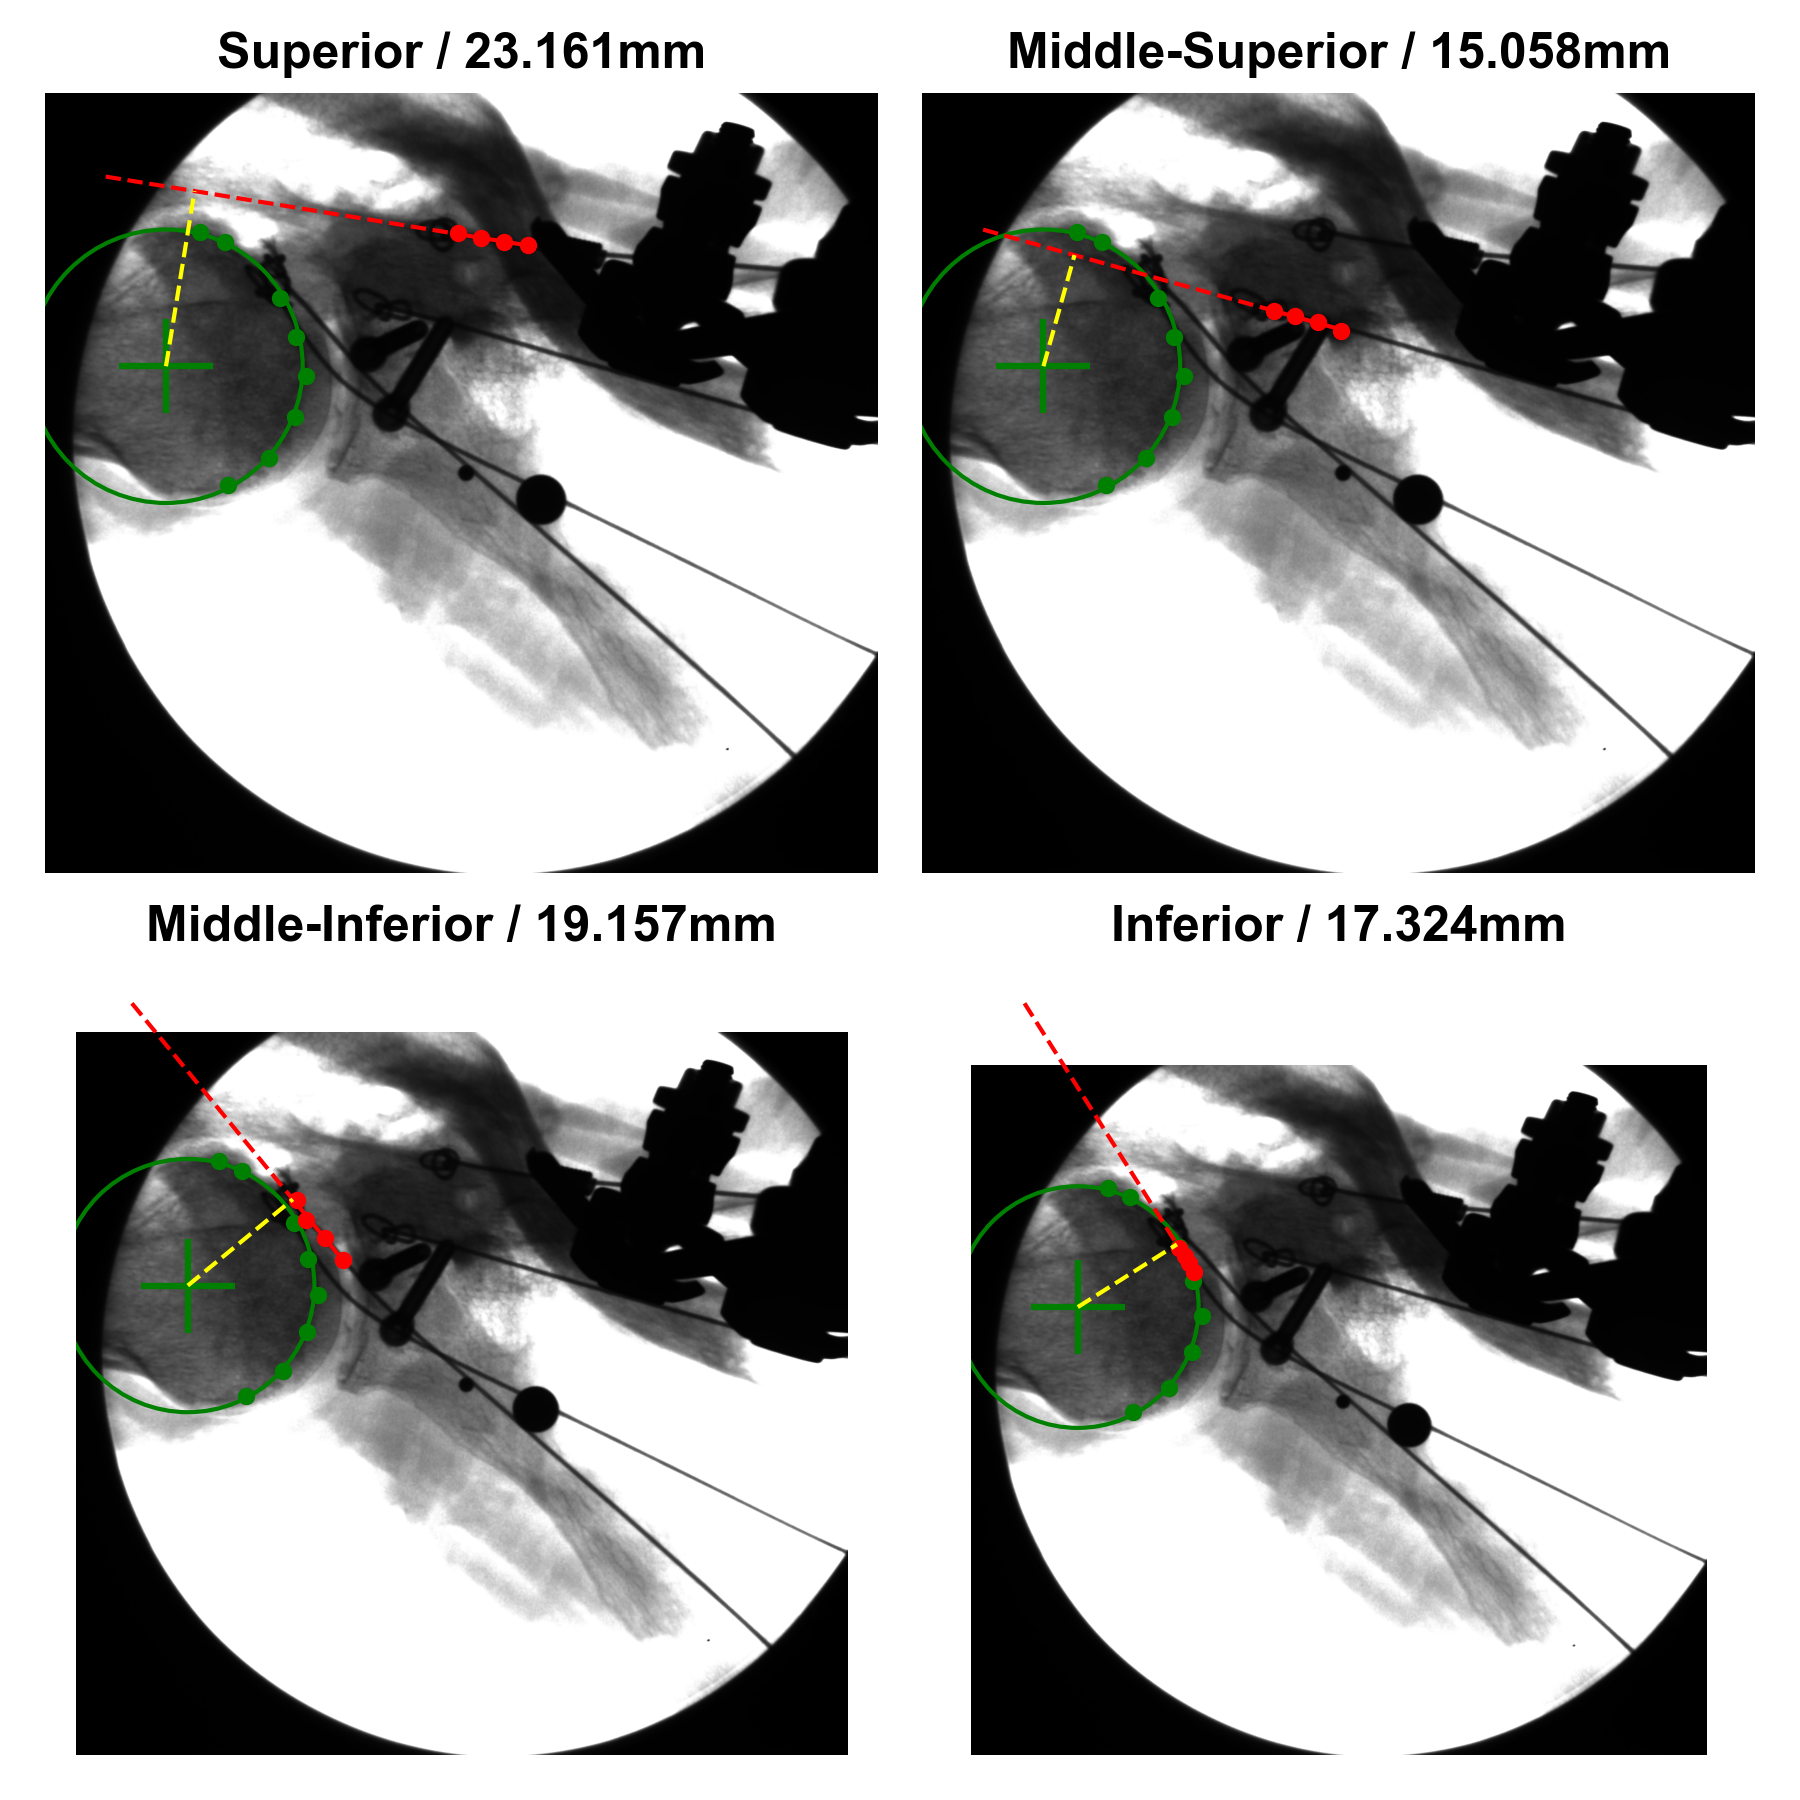 Superior / 23.161mm
Middle-Superior / 15.058mm
Middle-Inferior / 19.157mm
Inferior / 17.324mm